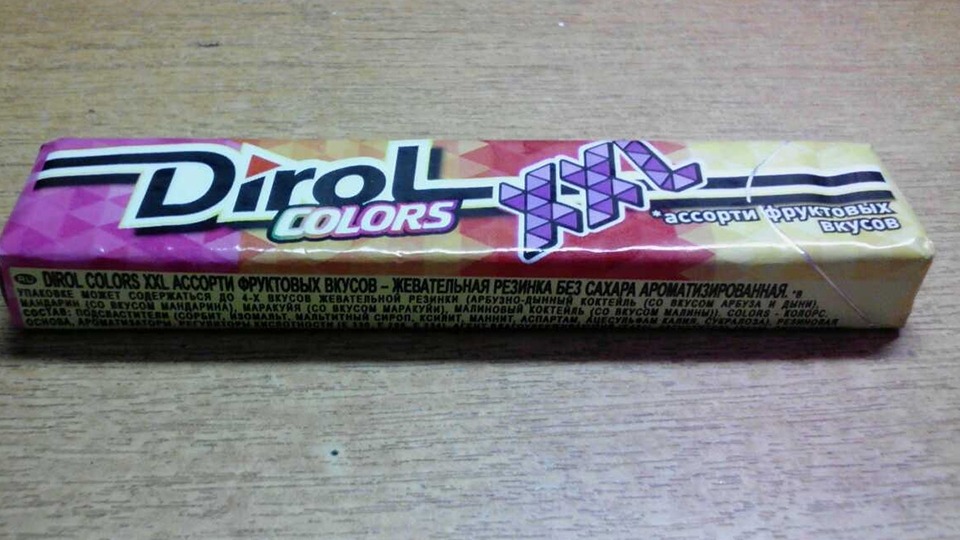 Dirol
COLORS
XXL
*ассорти фруктовых
вкусов
DIROL COLORS XXL АССОРТИ ФРУКТОВЫХ ВКУСОВ – ЖЕВАТЕЛЬНАЯ РЕЗИНКА БЕЗ САХАРА АРОМАТИЗИРОВАННАЯ. *В
УПАКОВКЕ МОЖЕТ СОДЕРЖАТЬСЯ ДО 4-Х ВКУСОВ ЖЕВАТЕЛЬНОЙ РЕЗИНКИ (АРБУЗНО-ДЫННЫЙ КОКТЕЙЛЬ (СО ВКУСОМ АРБУЗА И ДЫНИ),
МАНДАРИН (СО ВКУСОМ МАНДАРИНА), МАРАКУЙЯ (СО ВКУСОМ МАРАКУЙИ), МАЛИНОВЫЙ КОКТЕЙЛЬ (СО ВКУСОМ МАЛИНЫ)). COLORS - КОЛОРС.
СОСТАВ: ПОДСЛАСТИТЕЛИ (СОРБИТ, ИЗОМАЛЬТ, МАЛЬТИТНЫЙ СИРОП, КСИЛИТ, МАННИТ, АСПАРТАМ, АЦЕСУЛЬФАМ КАЛИЯ, СУКРАЛОЗА), РЕЗИНОВАЯ
ОСНОВА, АРОМАТИЗАТОРЫ, РЕГУЛЯТОРЫ КИСЛОТНОСТИ